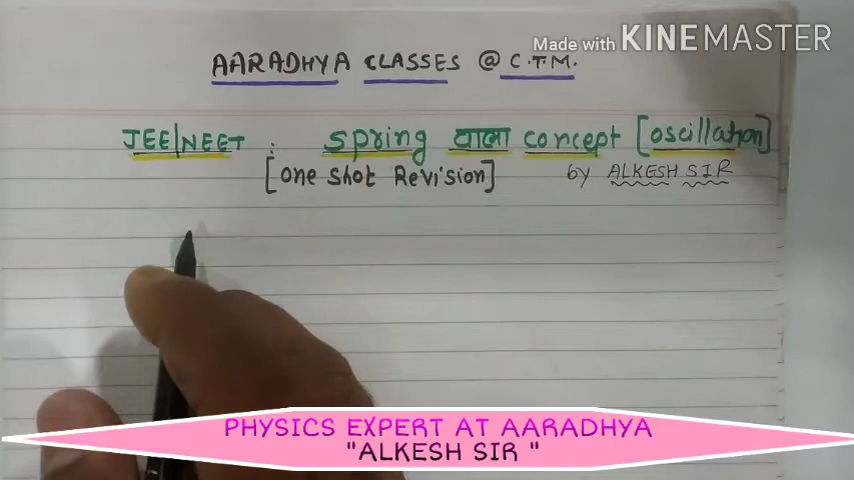 Made with KINEMASTER
AARADHYA CLASSES @ C.T.M.
JEE|NEET : spring वाला concept [oscillation]
[one shot Revision] by ALKESH SIR
PHYSICS EXPERT AT AARADHYA
"ALKESH SIR "